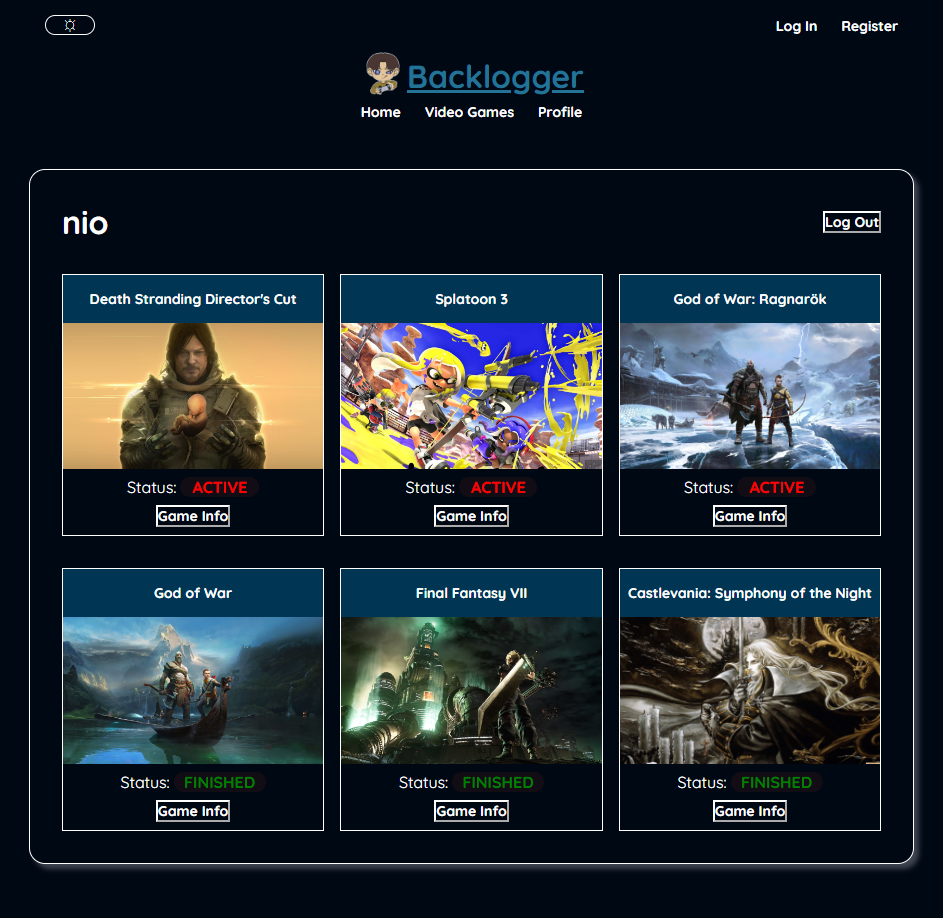 Log In Register
Backlogger
Home Video Games Profile
nio
Log Out
Death Stranding Director's Cut
Splatoon 3
God of War: Ragnarök
Status: ACTIVE
Game Info
Status: ACTIVE
Game Info
Status: ACTIVE
Game Info
God of War
Final Fantasy VII
Castlevania: Symphony of the Night
Status: FINISHED
Game Info
Status: FINISHED
Game Info
Status: FINISHED
Game Info